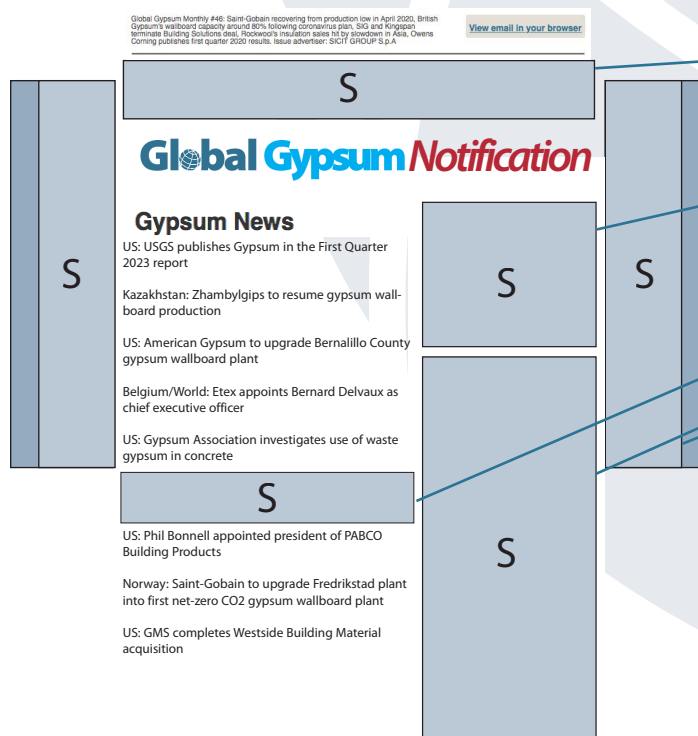 Global Gypsum Monthly #46: Saint-Gobain recovering from production low in April 2020, British
Gypsum's wallboard capacity around 80% following coronavirus plan, SIG and Kingspan
terminate Building Solutions deal, Rockwool's insulation sales hit by slowdown in Asia, Owens
Corning publishes first quarter 2020 results. Issue advertiser: SICIT GROUP S.p.A
View email in your browser
S
Global Gypsum Notification
Gypsum News
US: USGS publishes Gypsum in the First Quarter
2023 report
Kazakhstan: Zhambylgips to resume gypsum wall-
board production
US: American Gypsum to upgrade Bernalillo County
gypsum wallboard plant
Belgium/World: Etex appoints Bernard Delvaux as
chief executive officer
US: Gypsum Association investigates use of waste
gypsum in concrete
S
US: Phil Bonnell appointed president of PABCO
Building Products
Norway: Saint-Gobain to upgrade Fredrikstad plant
into first net-zero CO2 gypsum wallboard plant
US: GMS completes Westside Building Material
acquisition
S
S
S
S